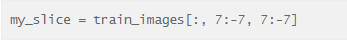 my_slice = train_images[:, 7:-7, 7:-7]